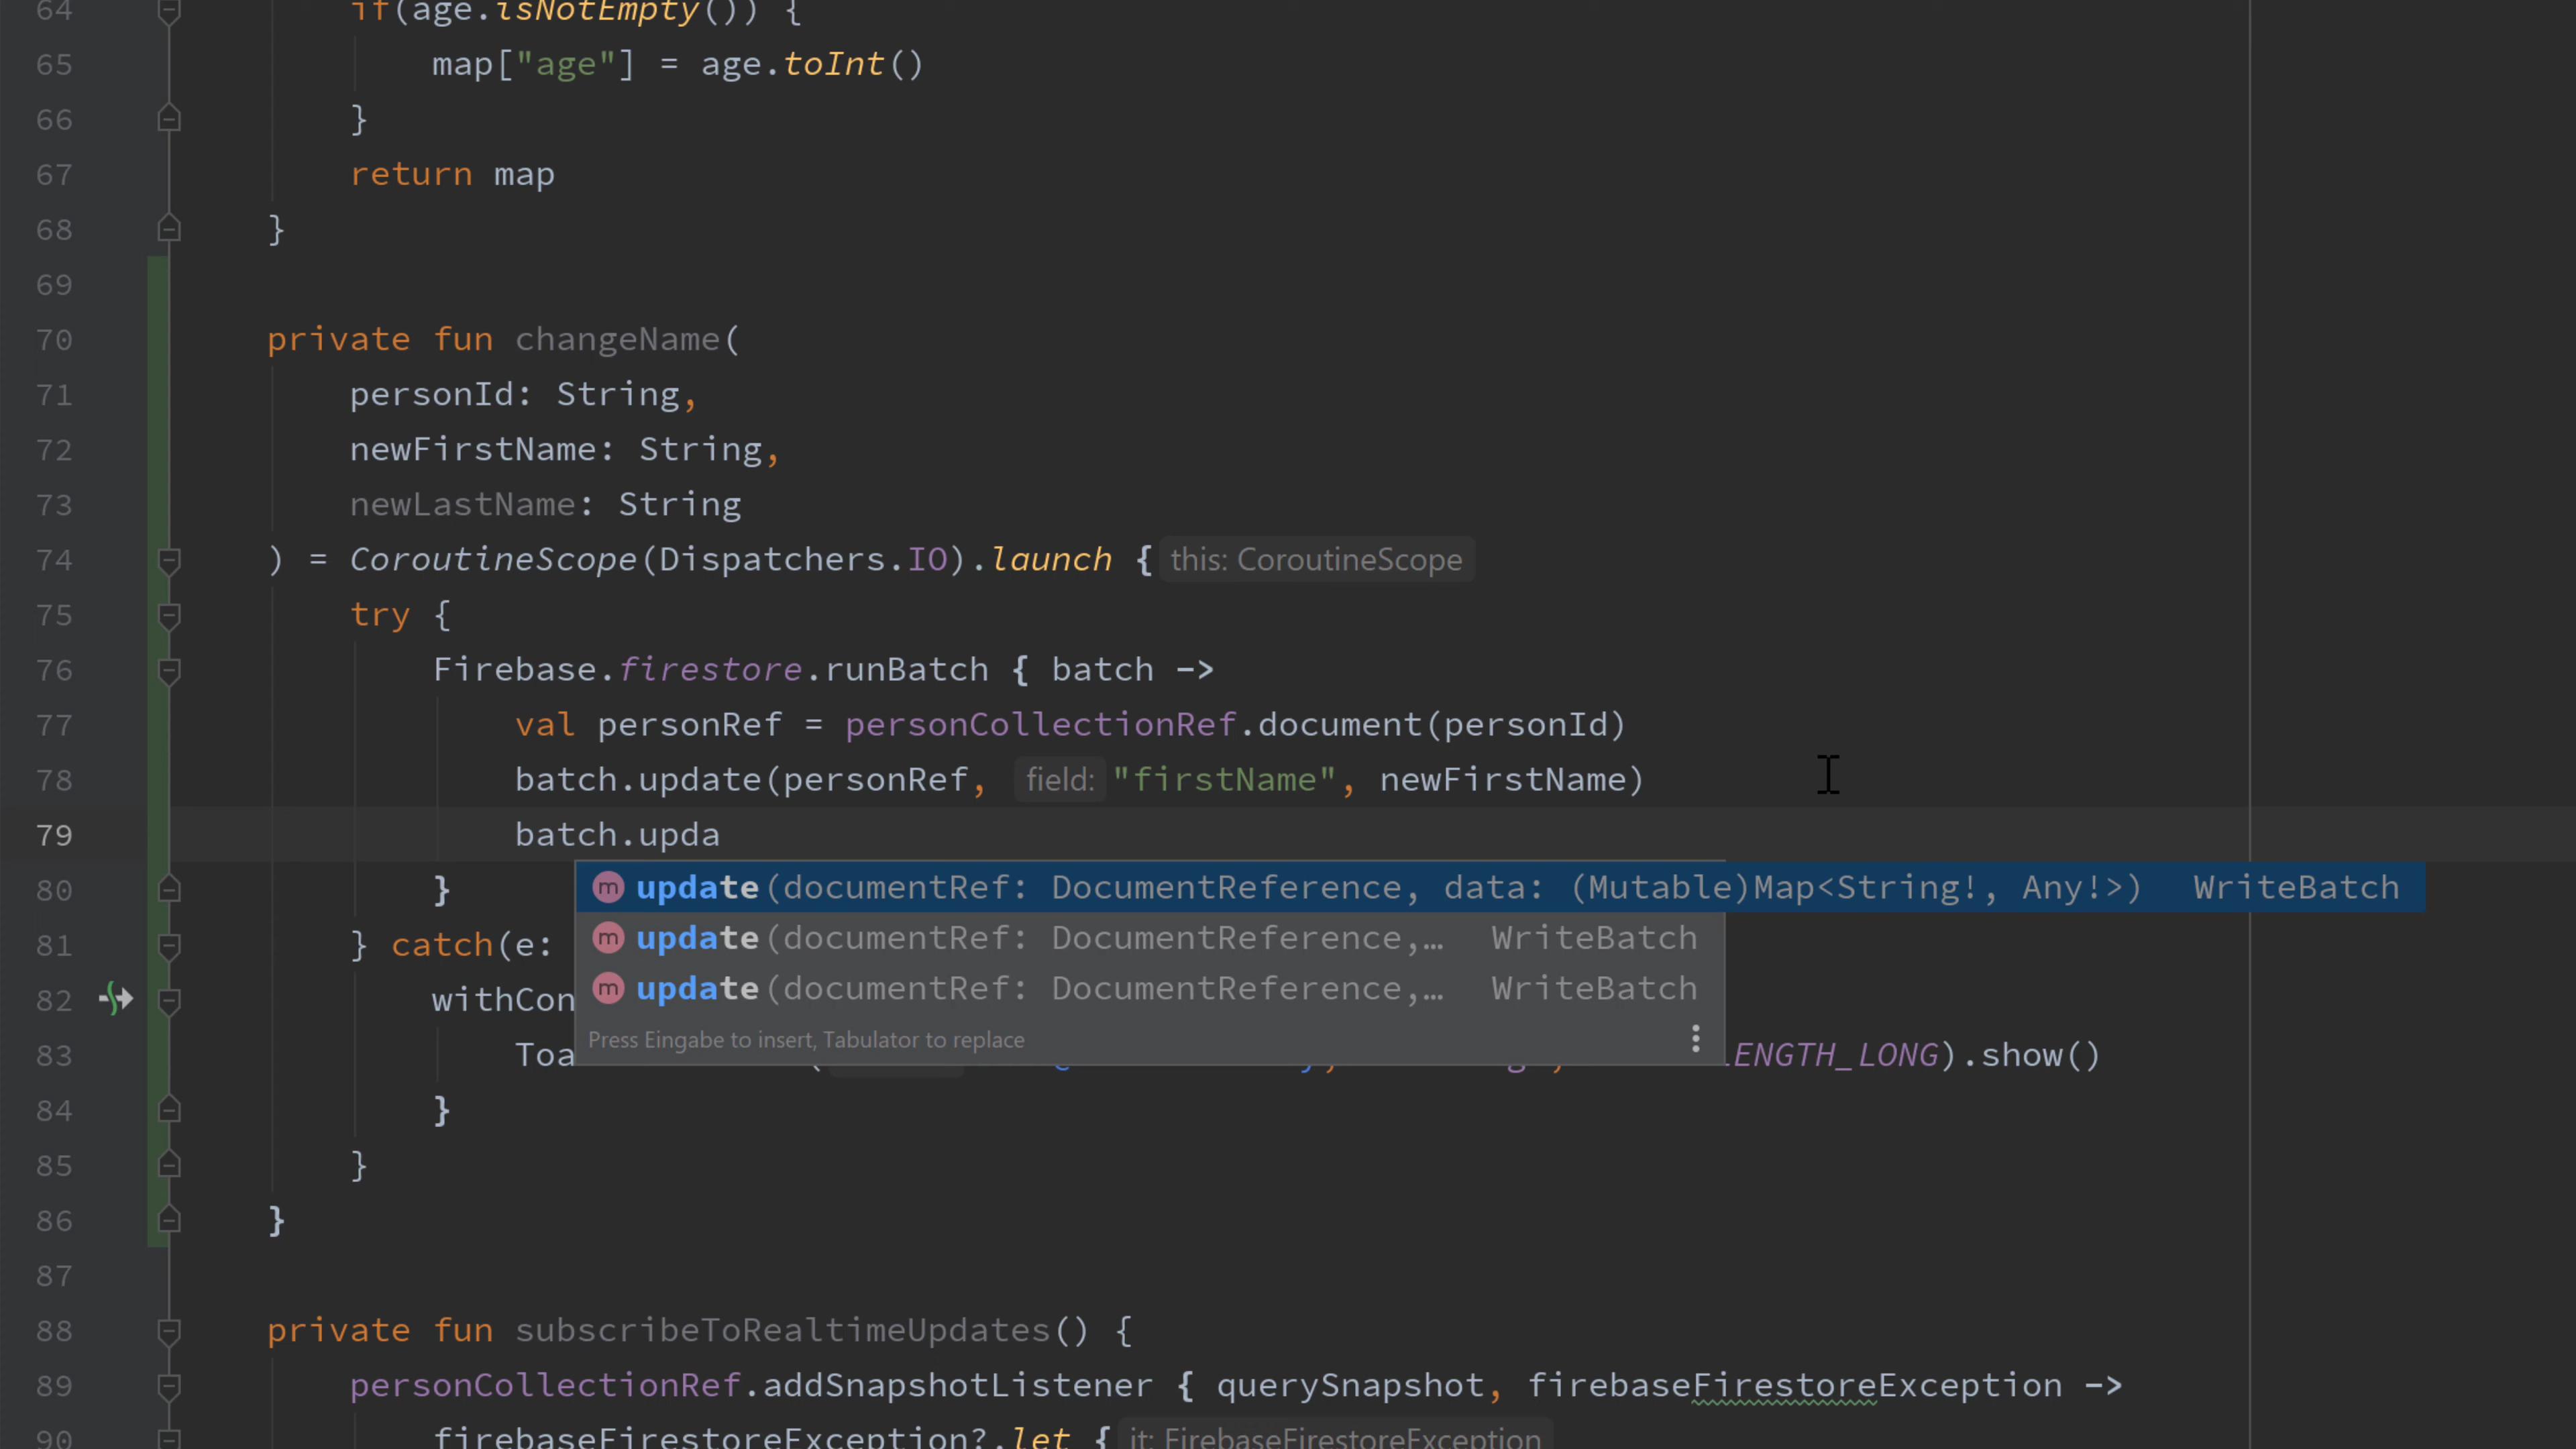 64 if(age.isNotEmpty()) {
65 map["age"] = age.toInt()
66 }
67 return map
68 }
69
70 private fun changeName(
71 personId: String,
72 newFirstName: String,
73 newLastName: String
74 ) = CoroutineScope(Dispatchers.IO).launch { this: CoroutineScope
75 try {
76 Firebase.firestore.runBatch { batch ->
77 val personRef = personCollectionRef.document(personId)
78 batch.update(personRef, field: "firstName", newFirstName)
79 batch.upda
80 } m update(documentRef: DocumentReference, data: (Mutable)Map<String!, Any!>) WriteBatch
m update(documentRef: DocumentReference,… WriteBatch
81 } catch(e:
m update(documentRef: DocumentReference,… WriteBatch
82 withCon
Press Eingabe to insert, Tabulator to replace
83 Toa ENGTH_LONG).show()
84 }
85 }
86 }
87
88 private fun subscribeToRealtimeUpdates() {
89 personCollectionRef.addSnapshotListener { querySnapshot, firebaseFirestoreException ->
90 firebaseFirestoreException?.let { it: FirebaseFirestoreException